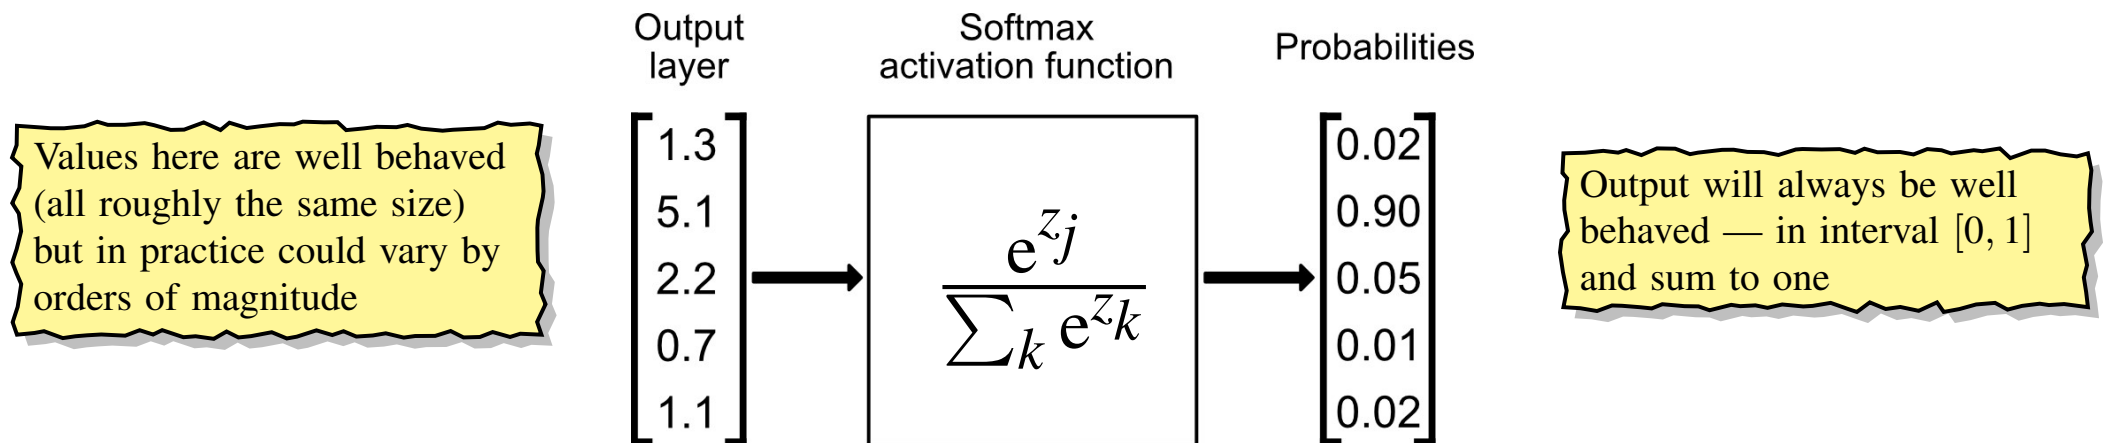 Output
layer
Softmax
activation function
Probabilities
Values here are well behaved
(all roughly the same size)
but in practice could vary by
orders of magnitude
1.3
5.1
2.2
0.7
1.1
e^{z_j}
∑_k e^{z_k}
0.02
0.90
0.05
0.01
0.02
Output will always be well
behaved — in interval [0, 1]
and sum to one